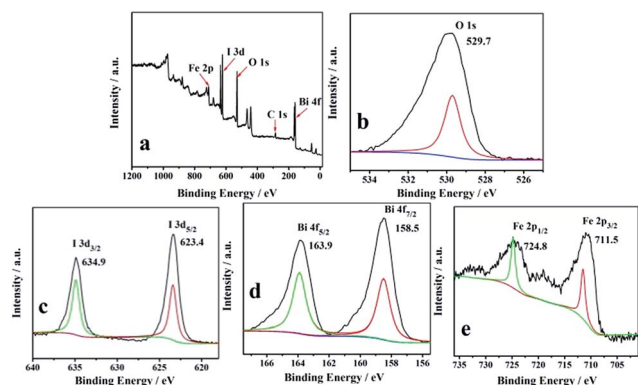 I 3d
Fe 2p
O 1s
Bi 4f
C 1s
a
Intensity / a.u.
1200 1000 800 600 400 200 0
Binding Energy / eV
O 1s
529.7
b
Intensity / a.u.
534 532 530 528 526
Binding Energy / eV
I 3d5/2
623.4
I 3d3/2
634.9
c
Intensity / a.u.
640 635 630 625 620
Binding Energy / eV
Bi 4f7/2
158.5
Bi 4f5/2
163.9
d
Intensity / a.u.
166 164 162 160 158 156
Binding Energy / eV
Fe 2p1/2
724.8
Fe 2p3/2
711.5
e
Intensity / a.u.
735 729 721 717 710 707 705
Binding Energy / eV